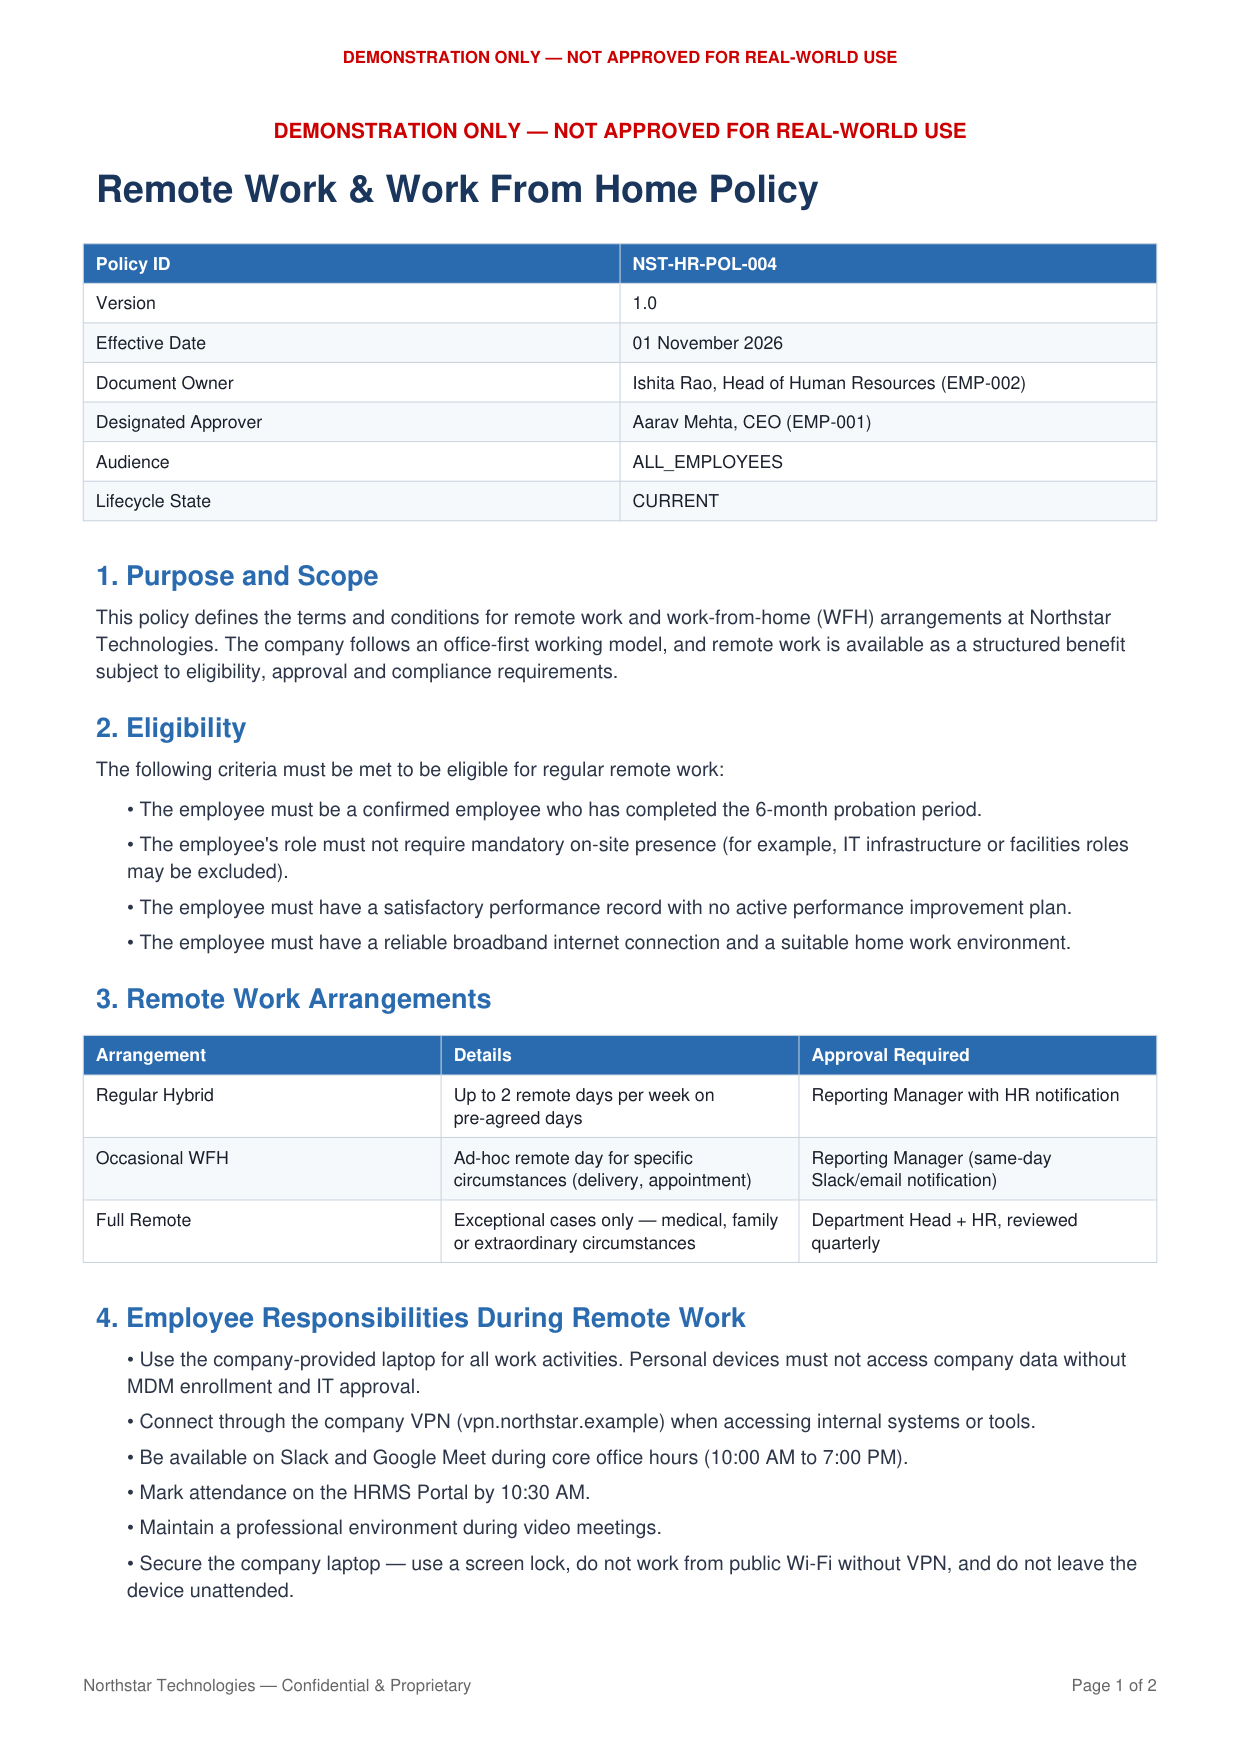 DEMONSTRATION ONLY — NOT APPROVED FOR REAL-WORLD USE
DEMONSTRATION ONLY — NOT APPROVED FOR REAL-WORLD USE
Remote Work & Work From Home Policy
Policy ID NST-HR-POL-004
Version 1.0
Effective Date 01 November 2026
Document Owner Ishita Rao, Head of Human Resources (EMP-002)
Designated Approver Aarav Mehta, CEO (EMP-001)
Audience ALL_EMPLOYEES
Lifecycle State CURRENT
1. Purpose and Scope
This policy defines the terms and conditions for remote work and work-from-home (WFH) arrangements at Northstar
Technologies. The company follows an office-first working model, and remote work is available as a structured benefit
subject to eligibility, approval and compliance requirements.
2. Eligibility
The following criteria must be met to be eligible for regular remote work:
• The employee must be a confirmed employee who has completed the 6-month probation period.
• The employee's role must not require mandatory on-site presence (for example, IT infrastructure or facilities roles
may be excluded).
• The employee must have a satisfactory performance record with no active performance improvement plan.
• The employee must have a reliable broadband internet connection and a suitable home work environment.
3. Remote Work Arrangements
Arrangement Details Approval Required
Regular Hybrid Up to 2 remote days per week on Reporting Manager with HR notification
pre-agreed days
Occasional WFH Ad-hoc remote day for specific Reporting Manager (same-day
circumstances (delivery, appointment) Slack/email notification)
Full Remote Exceptional cases only — medical, family Department Head + HR, reviewed
or extraordinary circumstances quarterly
4. Employee Responsibilities During Remote Work
• Use the company-provided laptop for all work activities. Personal devices must not access company data without
MDM enrollment and IT approval.
• Connect through the company VPN (vpn.northstar.example) when accessing internal systems or tools.
• Be available on Slack and Google Meet during core office hours (10:00 AM to 7:00 PM).
• Mark attendance on the HRMS Portal by 10:30 AM.
• Maintain a professional environment during video meetings.
• Secure the company laptop — use a screen lock, do not work from public Wi-Fi without VPN, and do not leave the
device unattended.
Northstar Technologies — Confidential & Proprietary Page 1 of 2